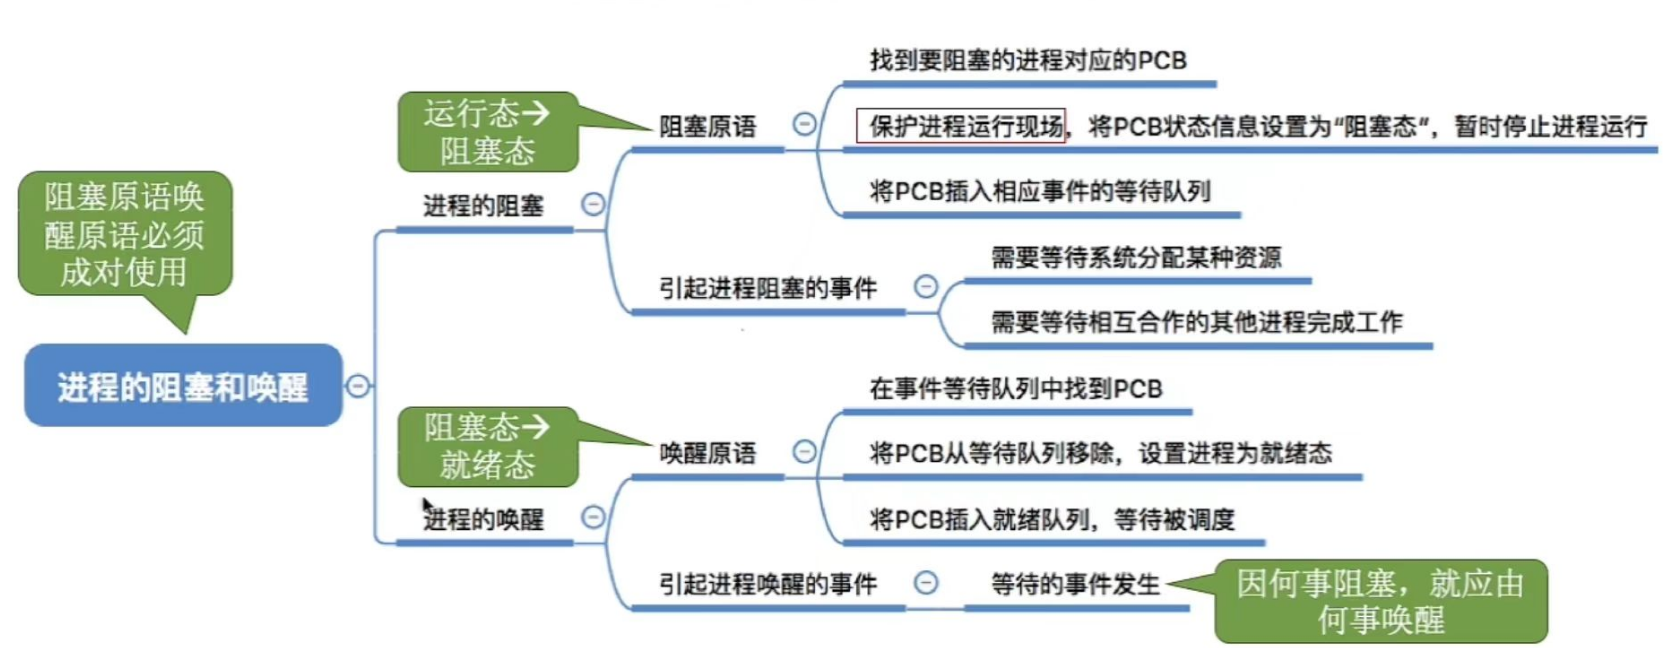 找到要阻塞的进程对应的PCB
运行态→
阻塞态
阻塞原语
保护进程运行现场，将PCB状态信息设置为“阻塞态”，暂时停止进程运行
阻塞原语唤
醒原语必须
成对使用
进程的阻塞
将PCB插入相应事件的等待队列
需要等待系统分配某种资源
引起进程阻塞的事件
需要等待相互合作的其他进程完成工作
进程的阻塞和唤醒
在事件等待队列中找到PCB
阻塞态→
就绪态
唤醒原语
将PCB从等待队列移除，设置进程为就绪态
进程的唤醒
将PCB插入就绪队列，等待被调度
引起进程唤醒的事件
等待的事件发生
因何事阻塞，就应由
何事唤醒